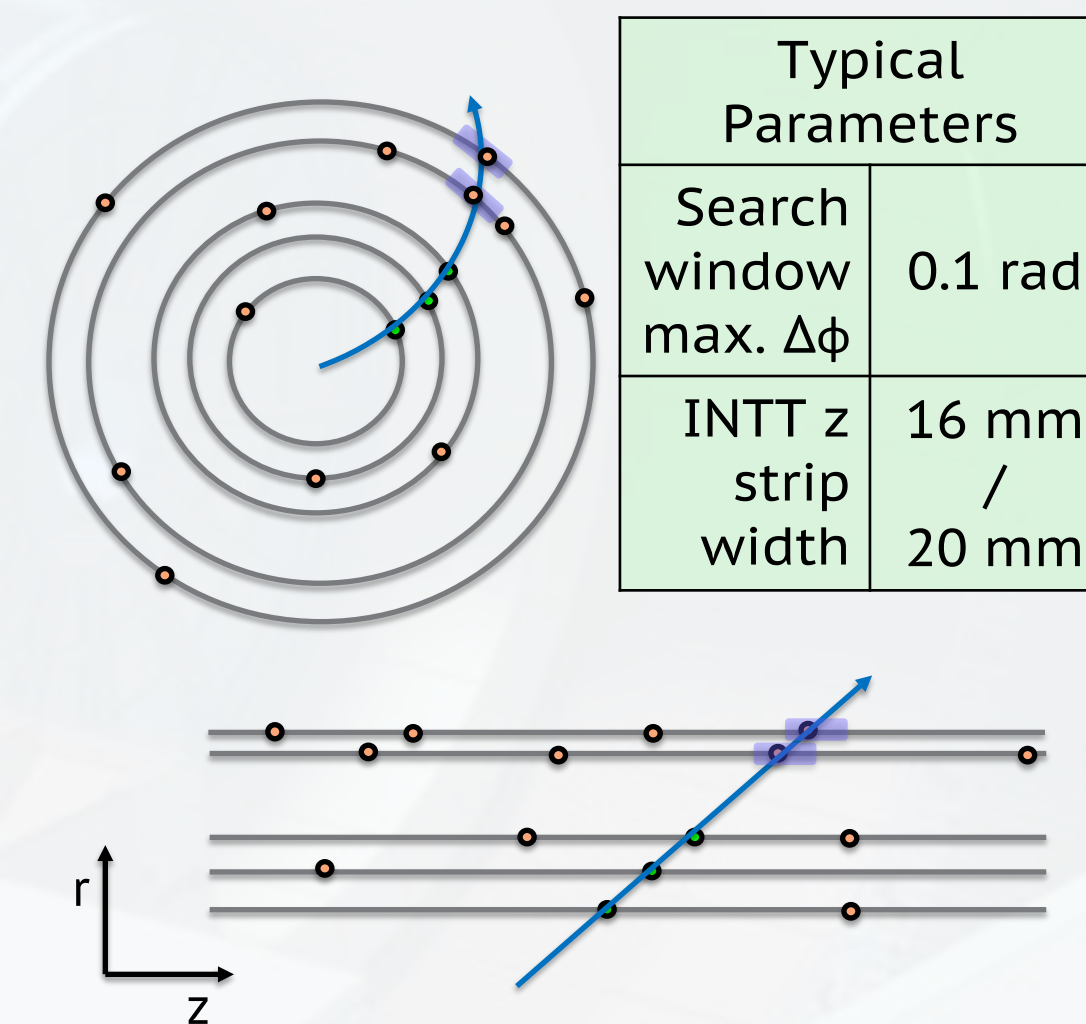 Typical
Parameters
Search
window
max. Δϕ
0.1 rad
INTT z
strip
width
16 mm
/
20 mm
r
z